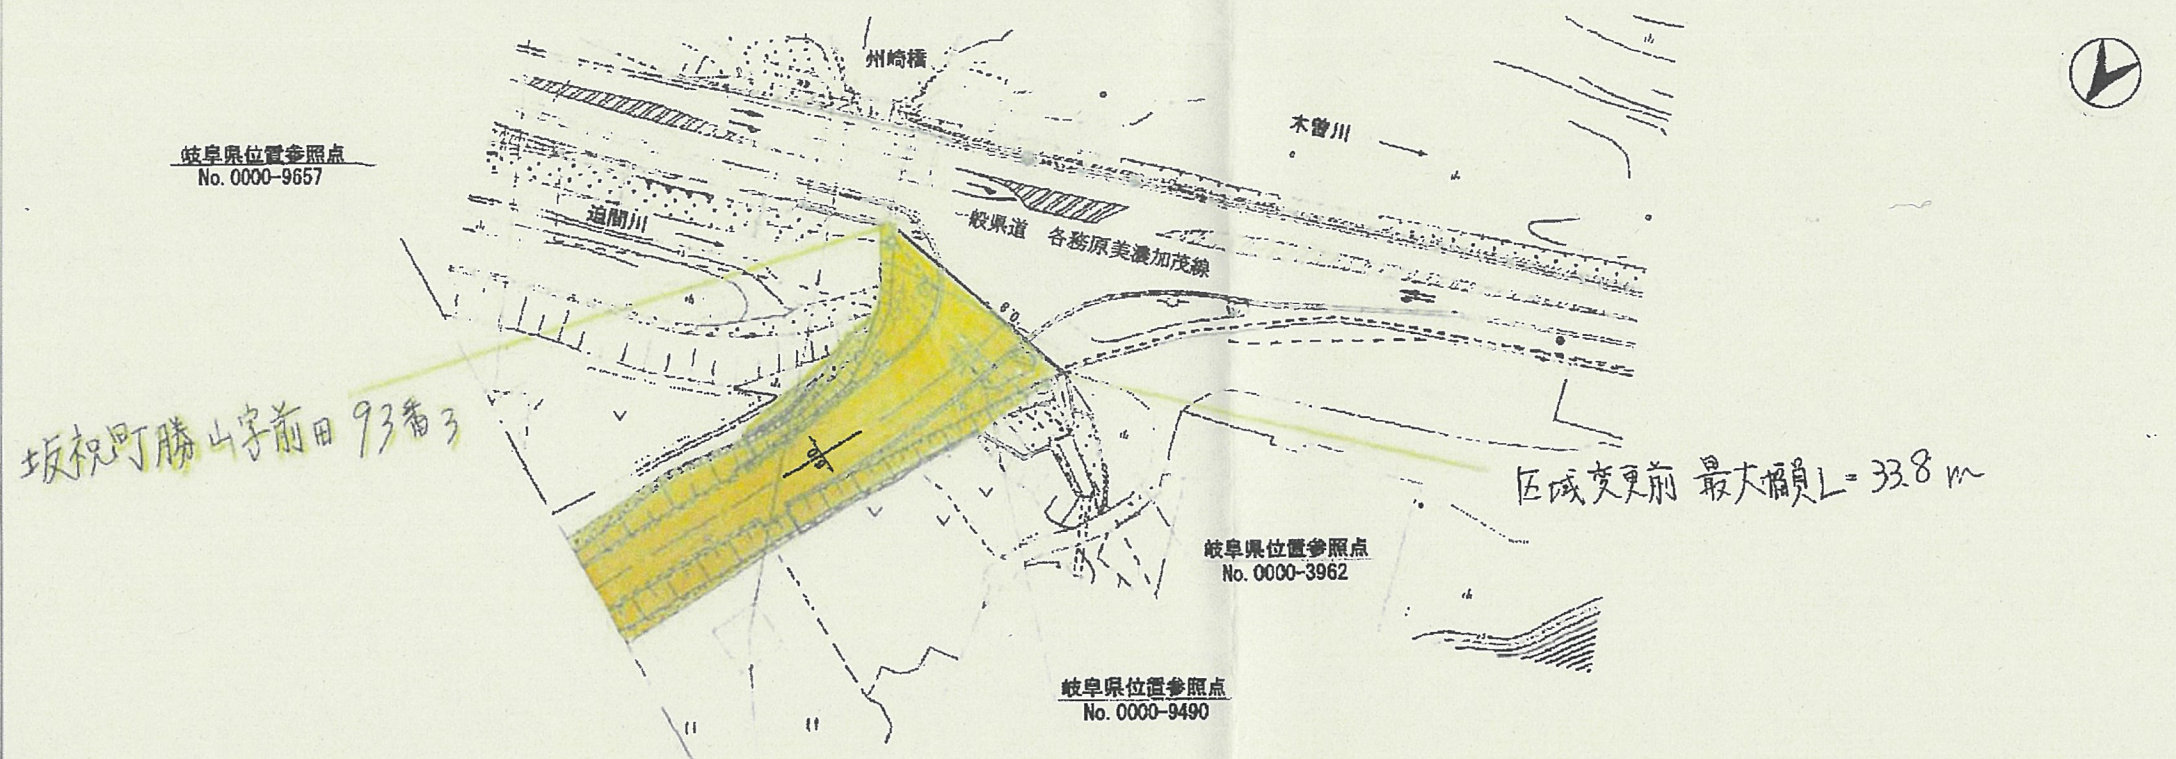 州崎橋
木曽川
岐阜県位置参照点
No. 0000-9657
迫間川
一般県道 各務原美濃加茂線
坂祝町勝山字前田 93番3
区域変更前 最大幅員L=33.8m
岐阜県位置参照点
No. 0000-3962
岐阜県位置参照点
No. 0000-9490